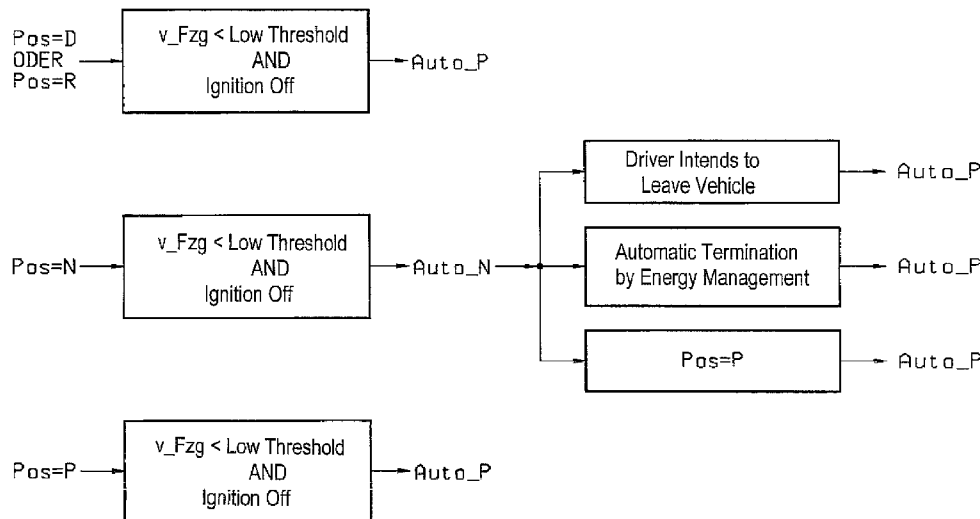 Pos=D
ODER
Pos=R
v_Fzg < Low Threshold
AND
Ignition Off
Auto_P
Pos=N
v_Fzg < Low Threshold
AND
Ignition Off
Auto_N
Driver Intends to
Leave Vehicle
Auto_P
Automatic Termination
by Energy Management
Auto_P
Pos=P
Auto_P
Pos=P
v_Fzg < Low Threshold
AND
Ignition Off
Auto_P